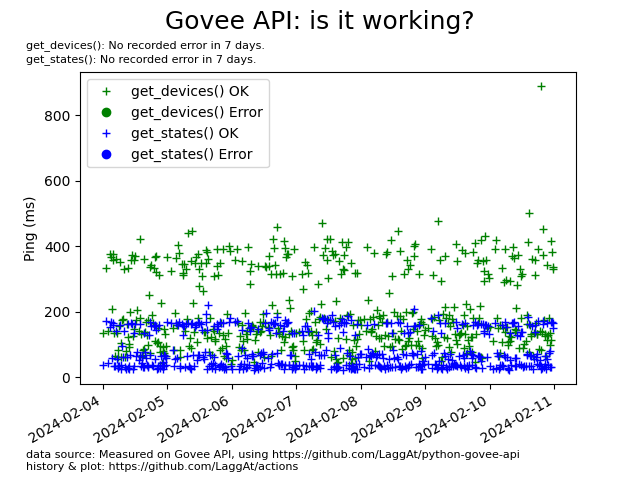 Govee API: is it working?
get_devices(): No recorded error in 7 days.
get_states(): No recorded error in 7 days.
get_devices() OK
get_devices() Error
get_states() OK
get_states() Error
Ping (ms)
800
600
400
200
0
2024-02-04
2024-02-05
2024-02-06
2024-02-07
2024-02-08
2024-02-09
2024-02-10
2024-02-11
data source: Measured on Govee API, using https://github.com/LaggAt/python-govee-api
history & plot: https://github.com/LaggAt/actions